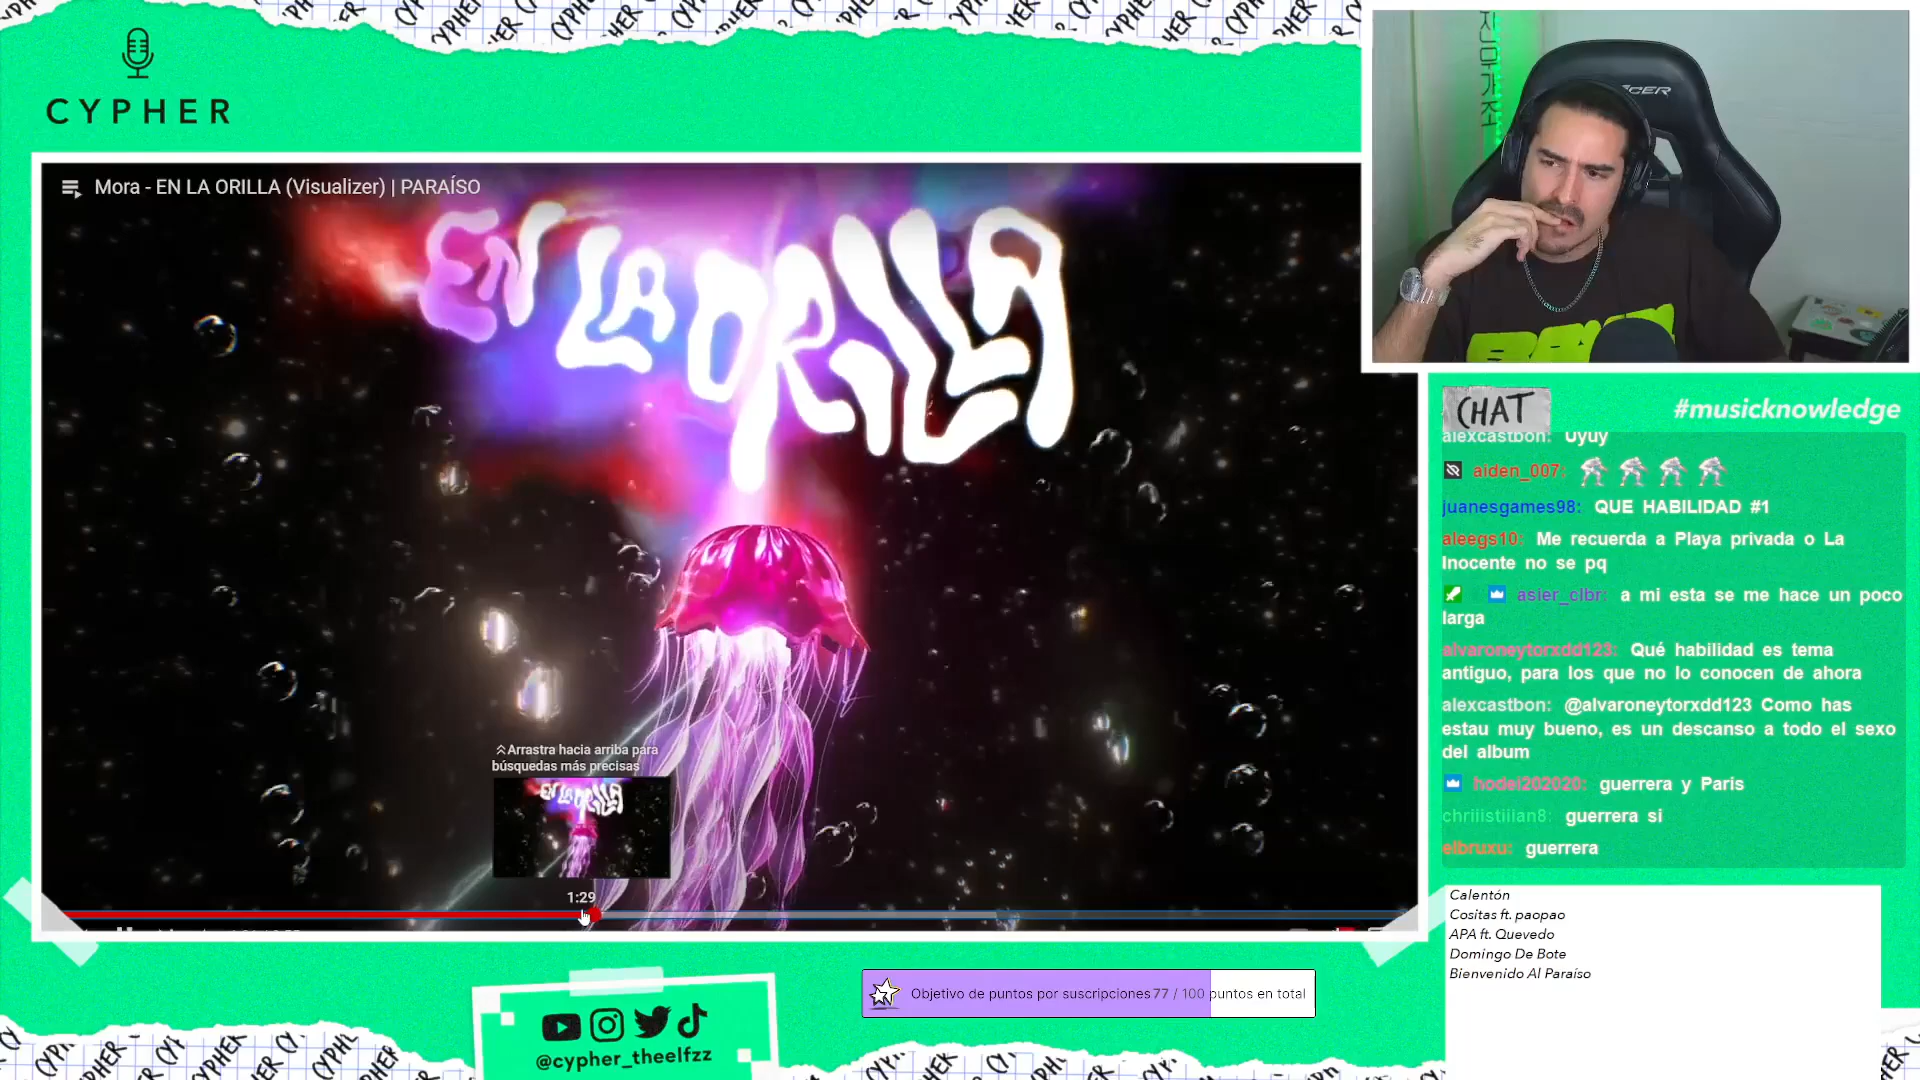 CYPHER
Mora - EN LA ORILLA (Visualizer) | PARAÍSO
EN LA ORILLA
Arrastra hacia arriba para
búsquedas más precisas
EN LA ORILLA
1:29
CHAT
#musicknowledge
alexcastbon: Uyuy
aiden_007:
juanesgames98: QUE HABILIDAD #1
aleegs10: Me recuerda a Playa privada o La
Inocente no se pq
asier_clbr: a mi esta se me hace un poco
larga
alvaroneytorxdd123: Qué habilidad es tema
antiguo, para los que no lo conocen de ahora
alexcastbon: @alvaroneytorxdd123 Como has
estau muy bueno, es un descanso a todo el sexo
del album
hodei202020: guerrera y Paris
chriiistiiian8: guerrera si
elbruxu: guerrera
Calentón
Cositas ft. paopao
APA ft. Quevedo
Domingo De Bote
Bienvenido Al Paraíso
Objetivo de puntos por suscripciones 77 / 100 puntos en total
@cypher_theelfzz